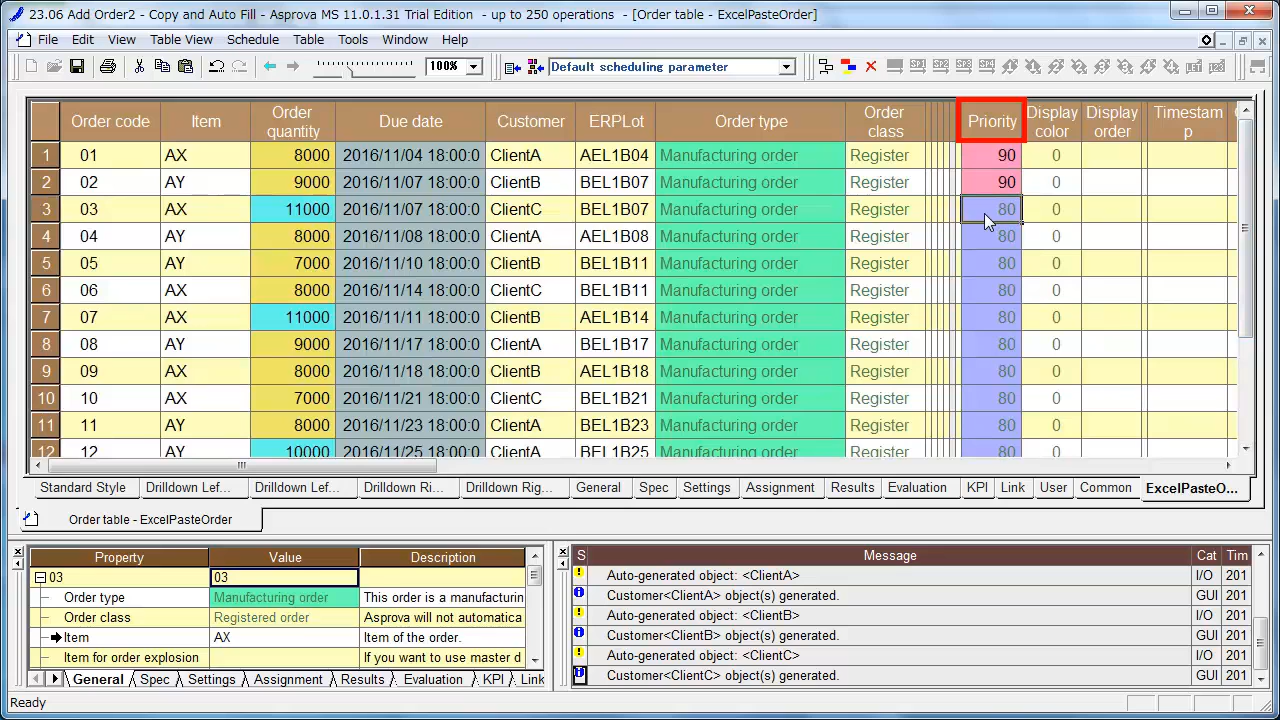 23.06 Add Order2 - Copy and Auto Fill - Asprova MS 11.0.1.31 Trial Edition - up to 250 operations - [Order table - ExcelPasteOrder]
File Edit View Table View Schedule Table Tools Window Help
100% Default scheduling parameter
Order code Item Order quantity Due date Customer ERPLot Order type Order class Priority Display color Display order Timestamp
1 01 AX 8000 2016/11/04 18:00:0 ClientA AEL1B04 Manufacturing order Register 90 0
2 02 AY 9000 2016/11/07 18:00:0 ClientB BEL1B07 Manufacturing order Register 90 0
3 03 AX 11000 2016/11/07 18:00:0 ClientC BEL1B07 Manufacturing order Register 80 0
4 04 AY 8000 2016/11/08 18:00:0 ClientA BEL1B08 Manufacturing order Register 80 0
5 05 AY 7000 2016/11/10 18:00:0 ClientB BEL1B11 Manufacturing order Register 80 0
6 06 AX 8000 2016/11/14 18:00:0 ClientC BEL1B11 Manufacturing order Register 80 0
7 07 AX 11000 2016/11/16 18:00:0 ClientB AEL1B14 Manufacturing order Register 80 0
8 08 AY 9000 2016/11/17 18:00:0 ClientA BEL1B17 Manufacturing order Register 80 0
9 09 AX 8000 2016/11/18 18:00:0 ClientB AEL1B18 Manufacturing order Register 80 0
10 10 AX 7000 2016/11/21 18:00:0 ClientC BEL1B21 Manufacturing order Register 80 0
11 11 AY 8000 2016/11/23 18:00:0 ClientA BEL1B23 Manufacturing order Register 80 0
12 12 AY 10000 2016/11/25 18:00:0 ClientA BEL1B25 Manufacturing order Register 80 0
Standard Style Drilldown Lef... Drilldown Lef... Drilldown Ri... Drilldown Rig... General Spec Settings Assignment Results Evaluation KPI Link User Common ExcelPasteO...
Order table - ExcelPasteOrder
Property Value Description
03 03
Order type Manufacturing order This order is a manufacturin
Order class Registered order Asprova will not automatica
Item AX Item of the order.
Item for order explosion If you want to use master d
General Spec Settings Assignment Results Evaluation KPI Link
S Message Cat Tim
Auto-generated object: <ClientA> I/O 201
Customer<ClientA> object(s) generated. GUI 201
Auto-generated object: <ClientB> I/O 201
Customer<ClientB> object(s) generated. GUI 201
Auto-generated object: <ClientC> I/O 201
Customer<ClientC> object(s) generated. GUI 201
Ready